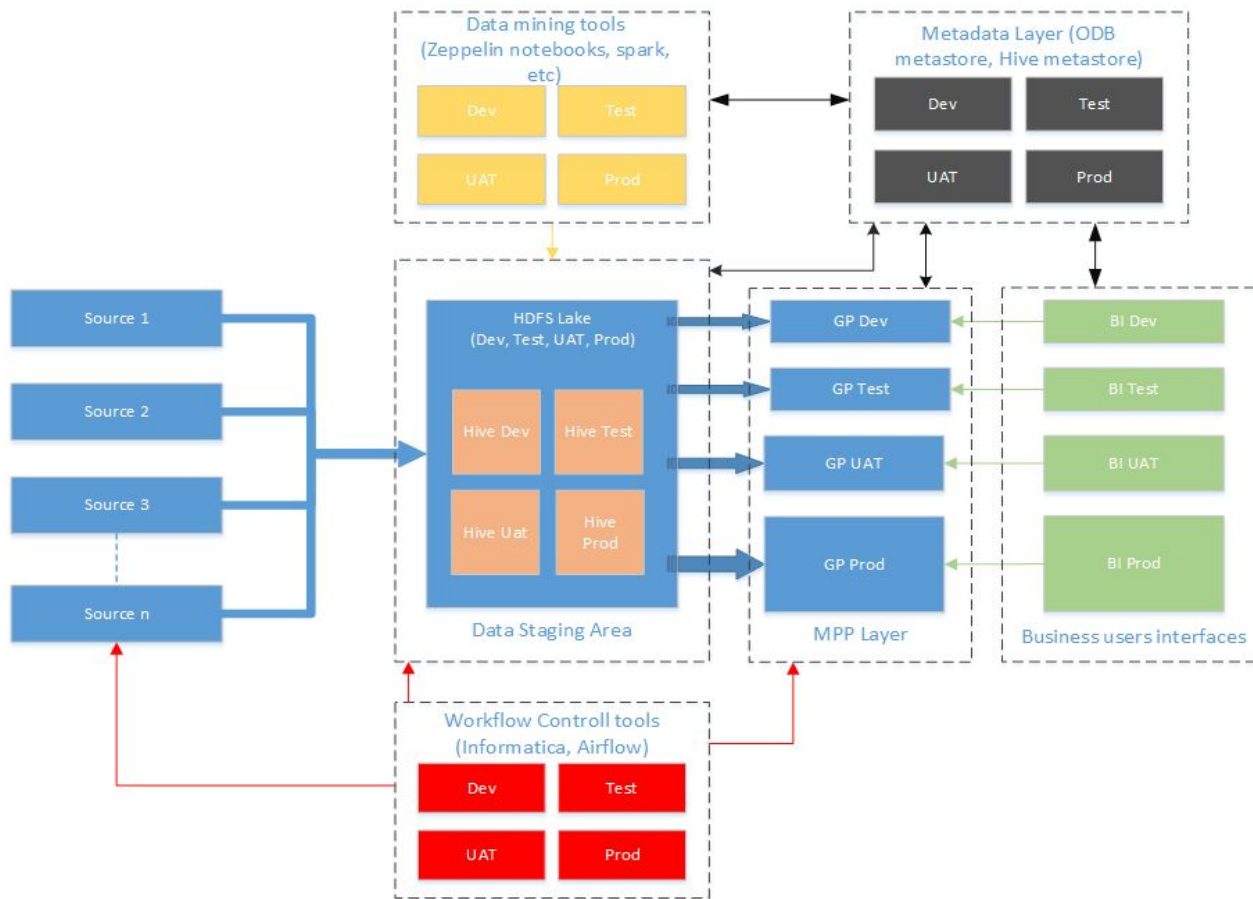 Data mining tools
(Zeppelin notebooks, spark,
etc)
Dev
Test
UAT
Prod
Metadata Layer (ODB
metastore, Hive metastore)
Dev
Test
UAT
Prod
Source 1
Source 2
Source 3
Source n
HDFS Lake
(Dev, Test, UAT, Prod)
Hive Dev
Hive Test
Hive Uat
Hive
Prod
Data Staging Area
GP Dev
GP Test
GP UAT
GP Prod
MPP Layer
BI Dev
BI Test
BI UAT
BI Prod
Business users interfaces
Workflow Controll tools
(Informatica, Airflow)
Dev
Test
UAT
Prod